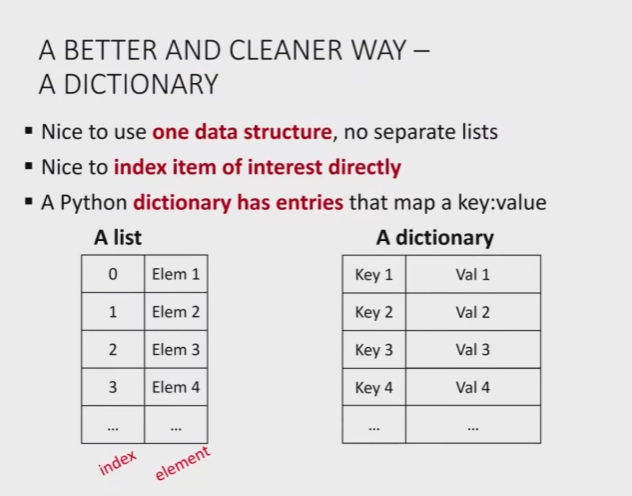 A BETTER AND CLEANER WAY –
A DICTIONARY
▪ Nice to use one data structure, no separate lists
▪ Nice to index item of interest directly
▪ A Python dictionary has entries that map a key:value
A list
0 Elem 1
1 Elem 2
2 Elem 3
3 Elem 4
... ...
index element
A dictionary
Key 1 Val 1
Key 2 Val 2
Key 3 Val 3
Key 4 Val 4
... ...